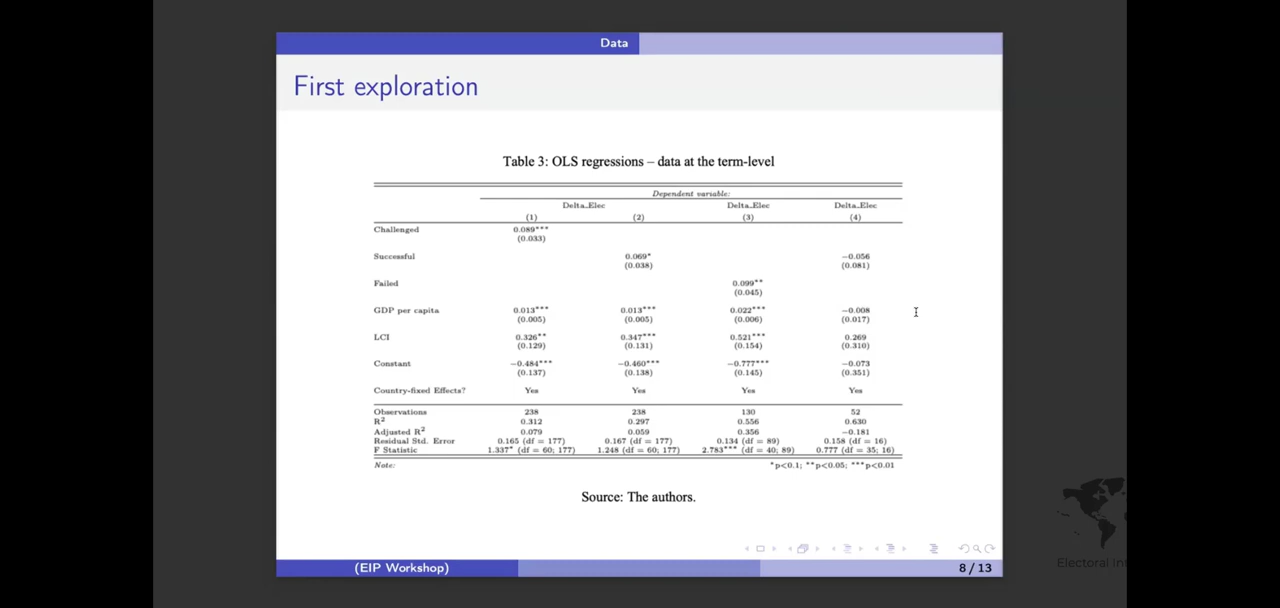 Data
First exploration
Table 3: OLS regressions – data at the term-level
Dependent variable:
Delta_Elec Delta_Elec Delta_Elec
(1) (2) (3) (4)
Challenged 0.089***
(0.033)
Successful 0.069* −0.056
(0.038) (0.081)
Failed 0.099**
(0.045)
GDP per capita 0.013*** 0.013*** 0.022*** −0.008
(0.005) (0.005) (0.006) (0.017)
LCI 0.326** 0.347*** 0.521*** 0.269
(0.129) (0.131) (0.154) (0.310)
Constant −0.484*** −0.460*** −0.777*** −0.073
(0.137) (0.138) (0.145) (0.351)
Country-fixed Effects? Yes Yes Yes Yes
Observations 238 238 130 52
R² 0.312 0.297 0.556 0.630
Adjusted R² 0.079 0.059 0.356 −0.181
Residual Std. Error 0.165 (df = 177) 0.167 (df = 177) 0.134 (df = 89) 0.158 (df = 16)
F Statistic 1.337* (df = 60; 177) 1.248 (df = 60; 177) 2.783*** (df = 40; 89) 0.777 (df = 35; 16)
Note: *p<0.1; **p<0.05; ***p<0.01
Source: The authors.
(EIP Workshop) 8 / 13
Electoral